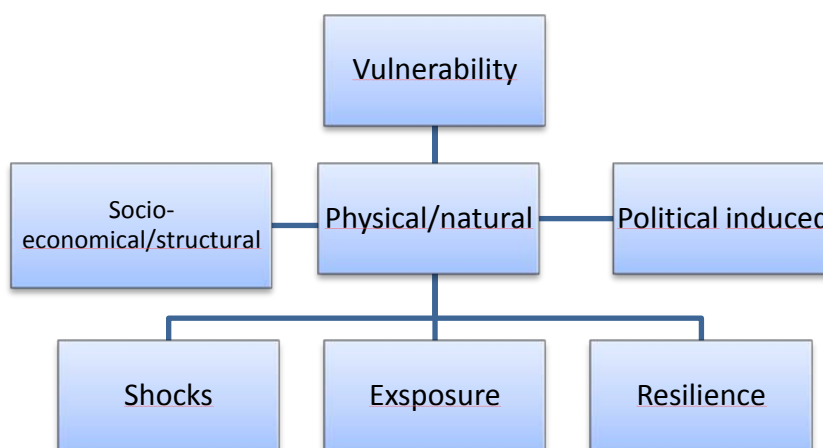 Vulnerability
Socio-
economical/structural
Physical/natural
Political induced
Shocks
Exsposure
Resilience